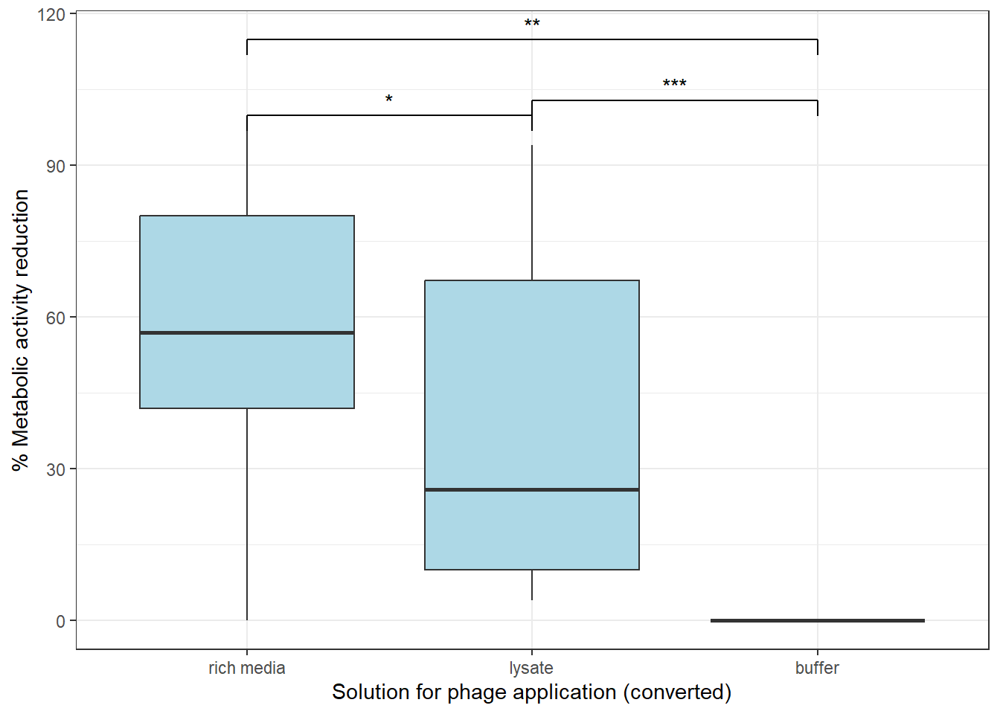 120
**
***
*
90
60
30
0
% Metabolic activity reduction
rich media
lysate
buffer
Solution for phage application (converted)